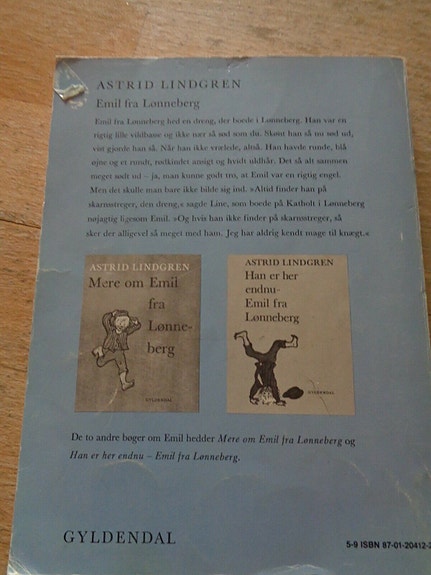 ASTRID LINDGREN
Emil fra Lønneberg
Emil fra Lønneberg hed en dreng, der boede i Lønneberg. Han var en
rigtig lille vildbasse og ikke nær så sød som du. Skønt han så nu sød ud,
vist gjorde han så. Når han ikke vrælede, altså. Han havde runde, blå
øjne og et rundt, rødkindet ansigt og hvidt uldhår. Det så alt sammen
meget sødt ud – ja, man kunne godt tro, at Emil var en rigtig engel.
Men det skulle man bare ikke bilde sig ind. »Altid finder han på
skarnsstreger, den dreng,« sagde Line, som boede på Katholt i Lønneberg
nøjagtig ligesom Emil. »Og hvis han ikke finder på skarnsstreger, så
sker der alligevel så meget med ham. Jeg har aldrig kendt mage til knægt.«
ASTRID LINDGREN
Mere om Emil
fra
Lønne-
berg
GYLDENDAL
ASTRID LINDGREN
Han er her
endnu–
Emil fra
Lønneberg
GYLDENDAL
De to andre bøger om Emil hedder Mere om Emil fra Lønneberg og
Han er her endnu – Emil fra Lønneberg.
GYLDENDAL
5-9 ISBN 87-01-20412-